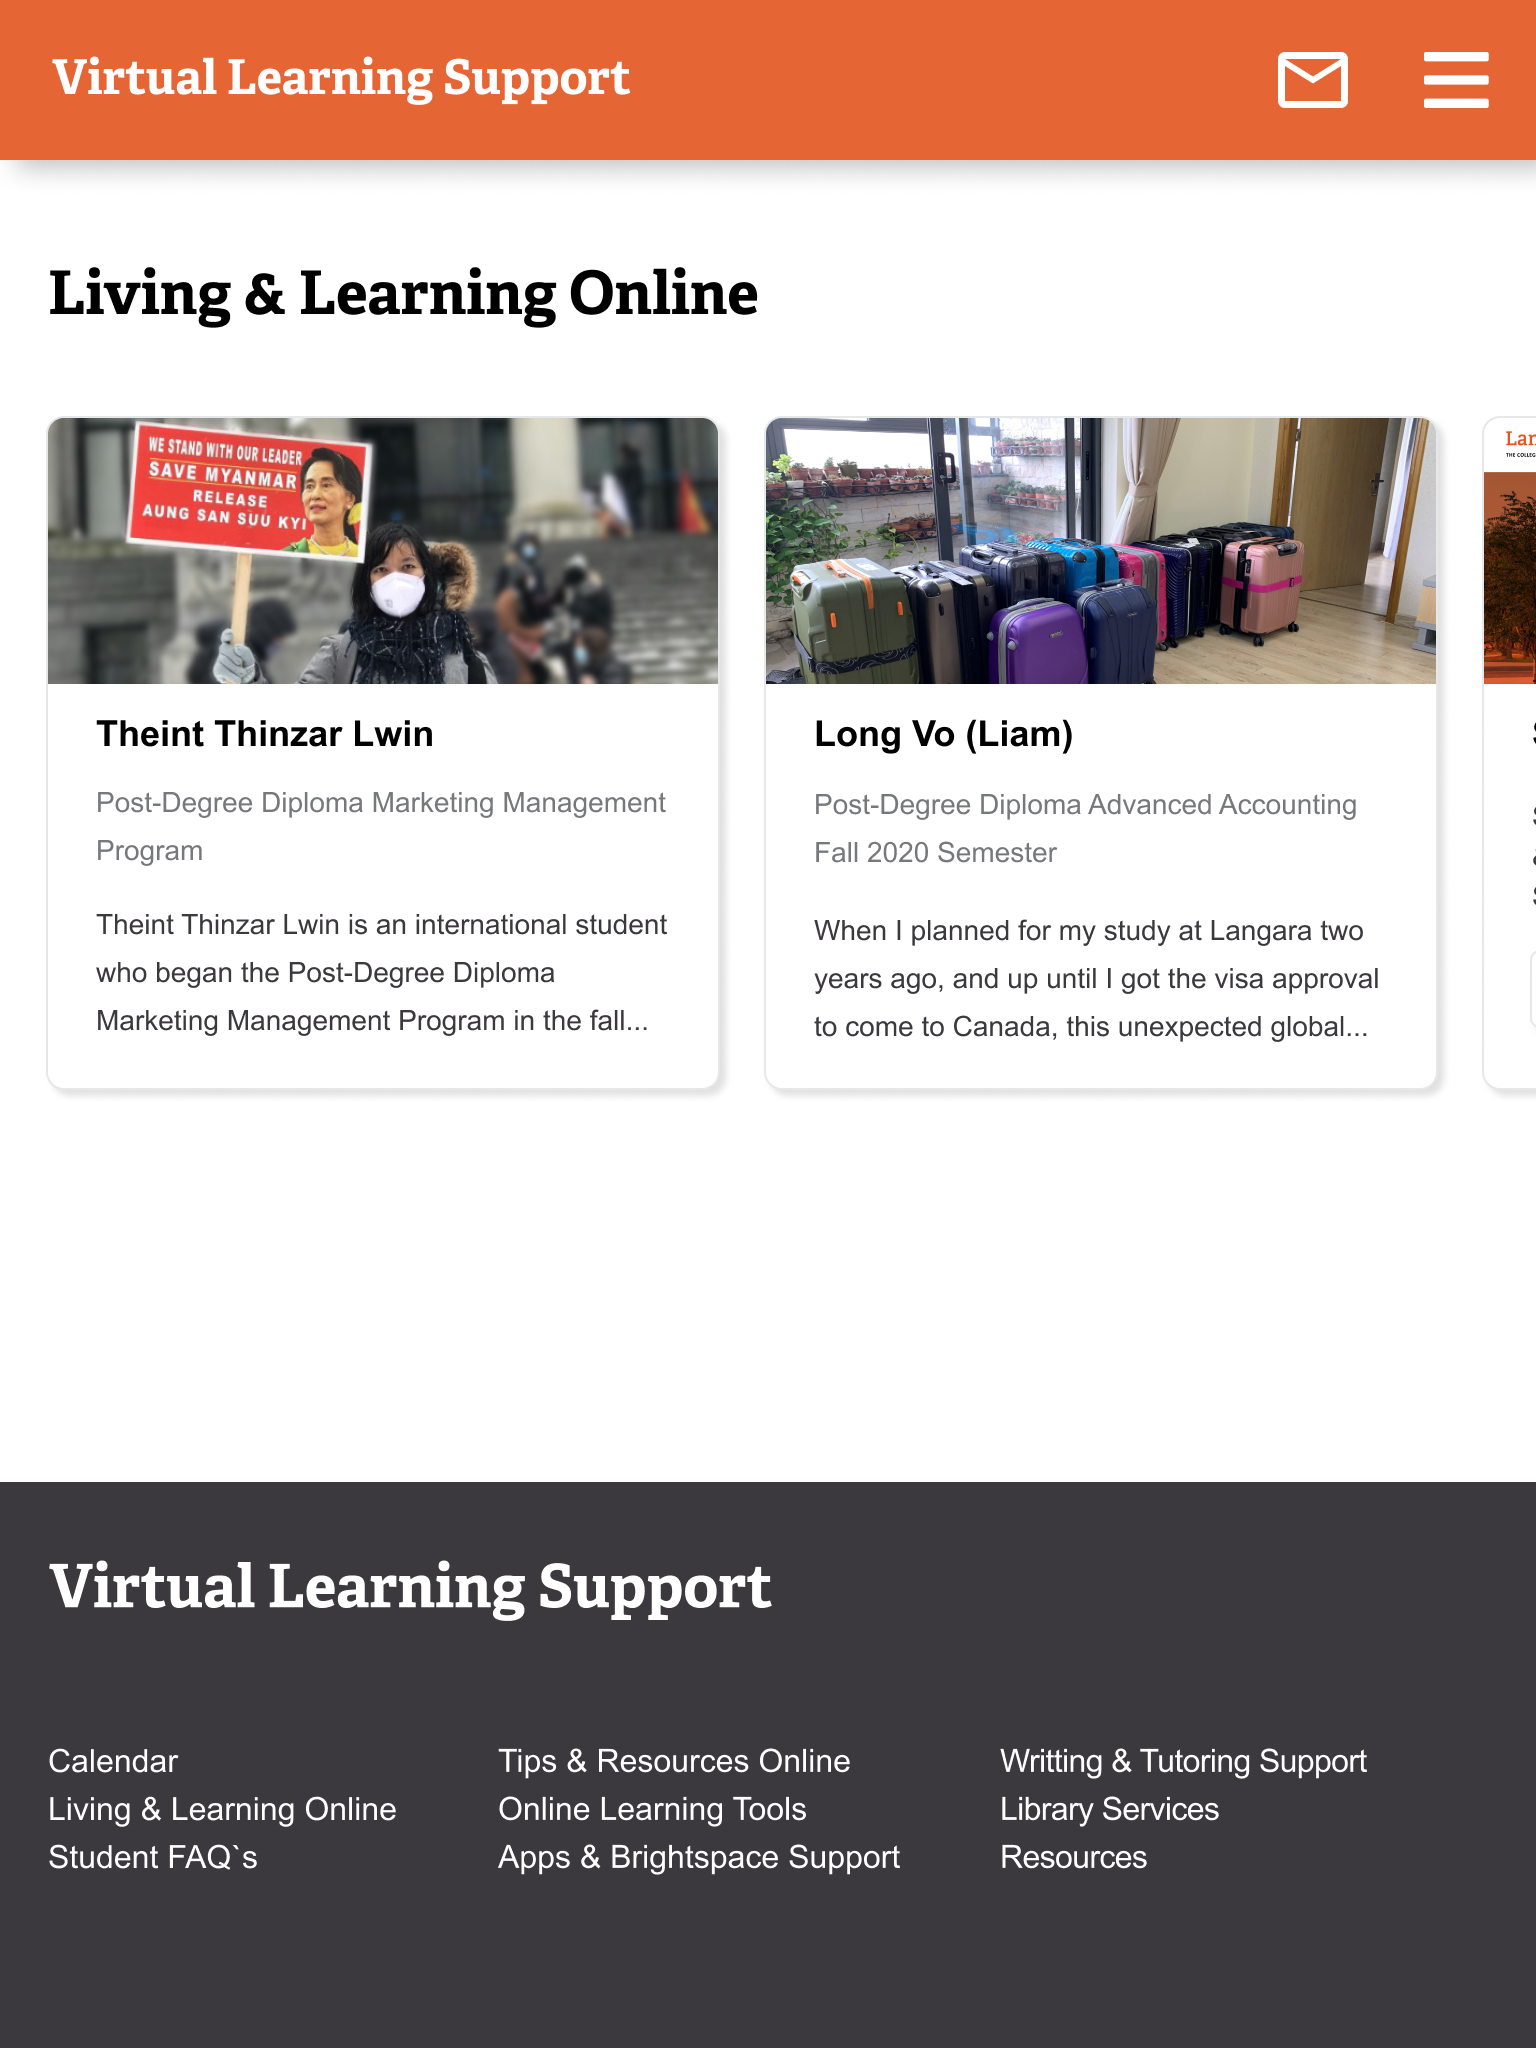 Virtual Learning Support
Living & Learning Online
WE STAND WITH OUR LEADER
SAVE MYANMAR
RELEASE
AUNG SAN SUU KYI
Theint Thinzar Lwin
Post-Degree Diploma Marketing Management
Program
Theint Thinzar Lwin is an international student
who began the Post-Degree Diploma
Marketing Management Program in the fall...
Long Vo (Liam)
Post-Degree Diploma Advanced Accounting
Fall 2020 Semester
When I planned for my study at Langara two
years ago, and up until I got the visa approval
to come to Canada, this unexpected global...
Virtual Learning Support
Calendar
Living & Learning Online
Student FAQ`s
Tips & Resources Online
Online Learning Tools
Apps & Brightspace Support
Writting & Tutoring Support
Library Services
Resources